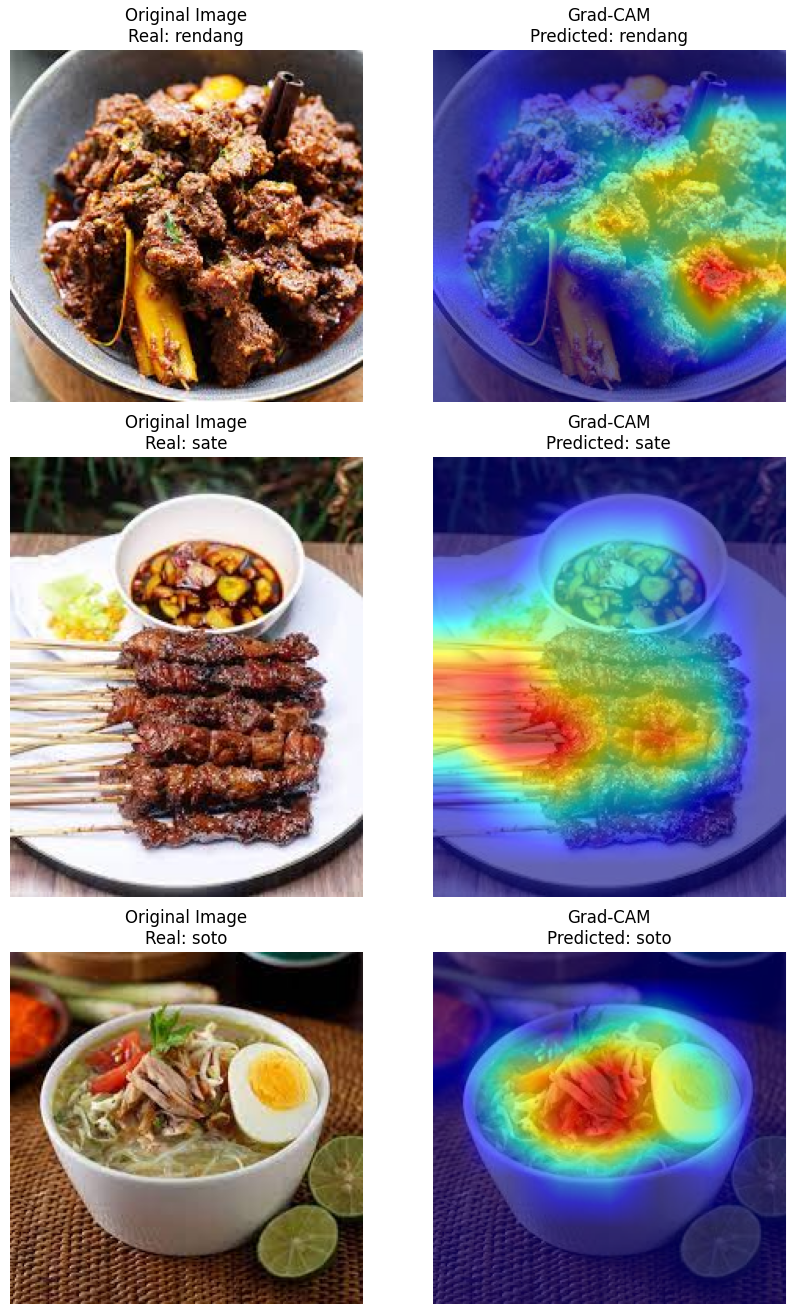 Original Image
Real: rendang
Grad-CAM
Predicted: rendang
Original Image
Real: sate
Grad-CAM
Predicted: sate
Original Image
Real: soto
Grad-CAM
Predicted: soto